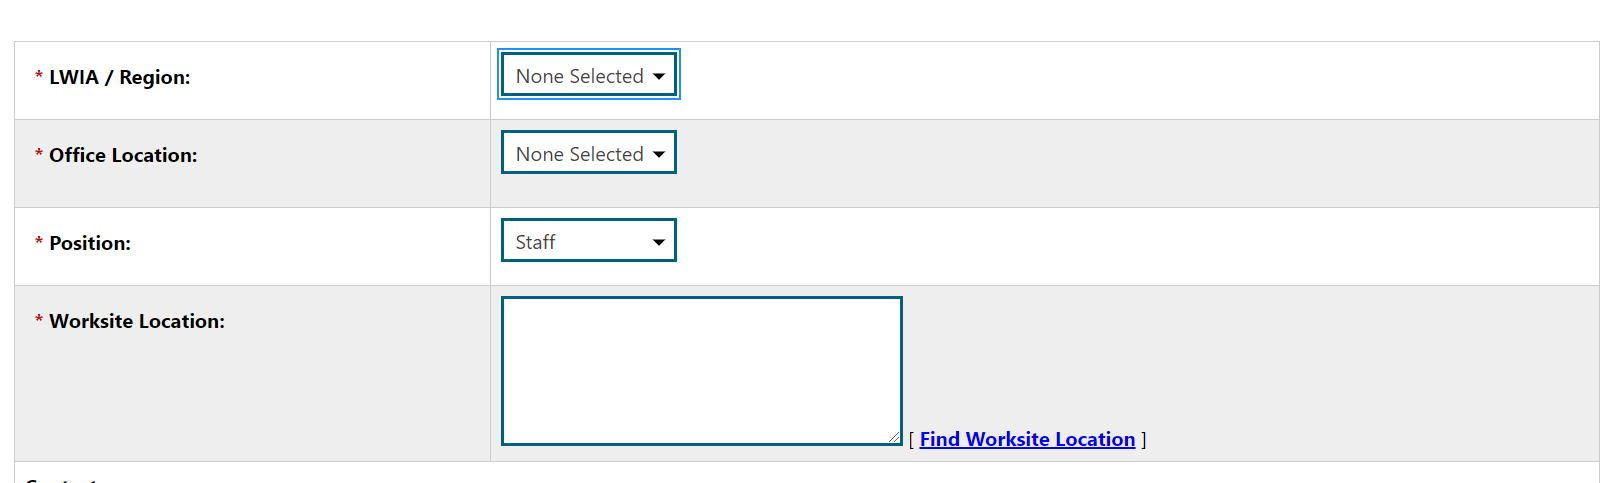 * LWIA / Region: None Selected
* Office Location: None Selected
* Position: Staff
* Worksite Location:
[ Find Worksite Location ]